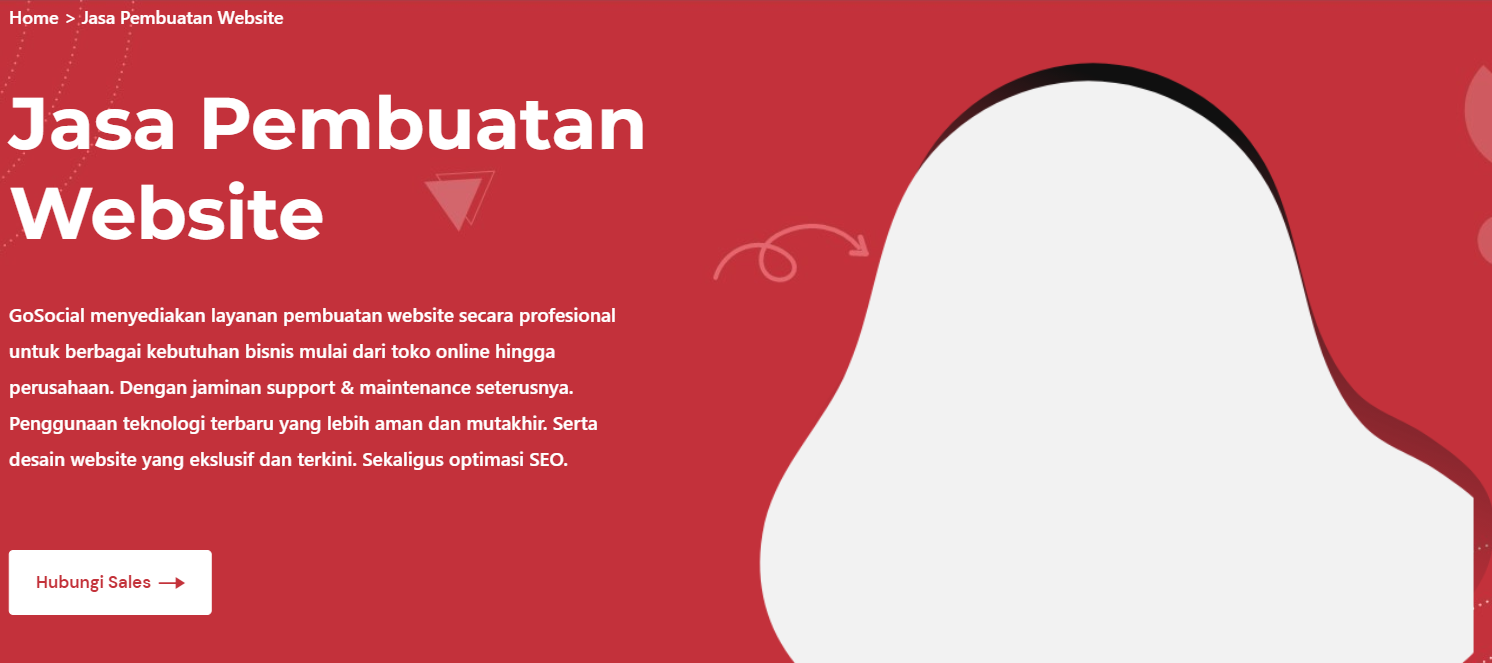 Home > Jasa Pembuatan Website
Jasa Pembuatan
Website
GoSocial menyediakan layanan pembuatan website secara profesional
untuk berbagai kebutuhan bisnis mulai dari toko online hingga
perusahaan. Dengan jaminan support & maintenance seterusnya.
Penggunaan teknologi terbaru yang lebih aman dan mutakhir. Serta
desain website yang ekslusif dan terkini. Sekaligus optimasi SEO.
Hubungi Sales